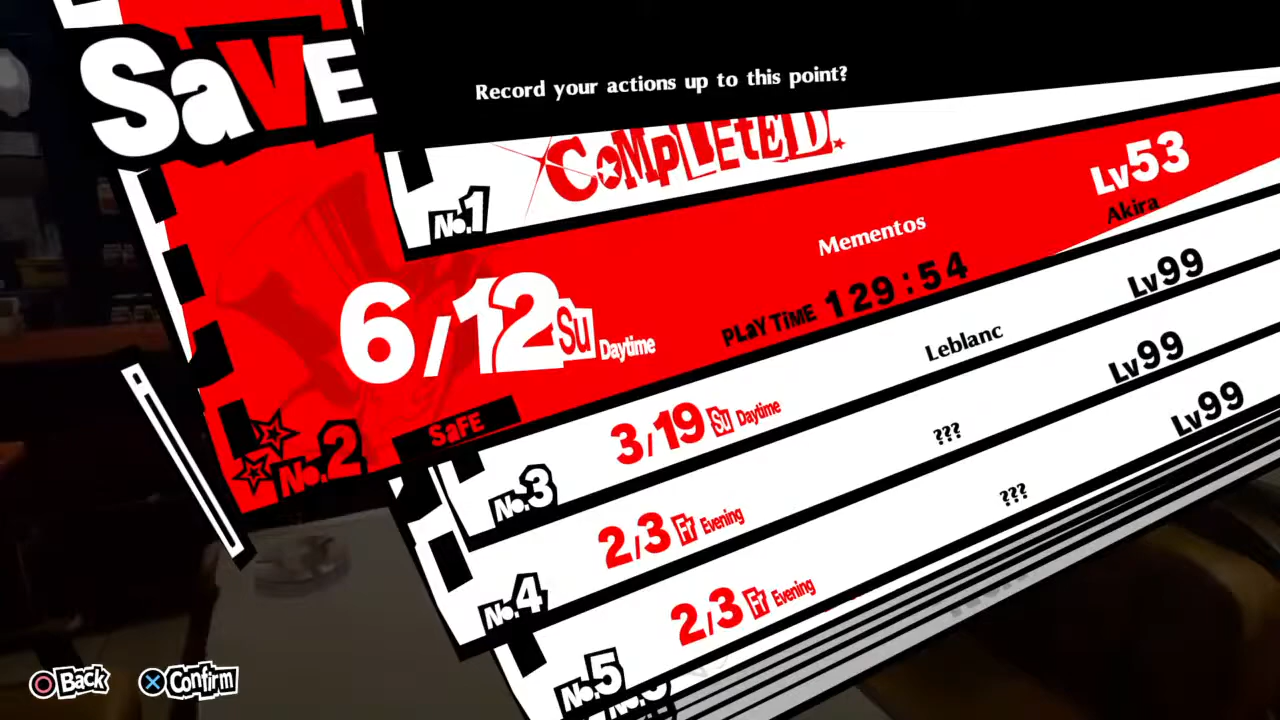 SaVE
Record your actions up to this point?
No.1 COMPLETED
Lv53
Akira
Mementos
6/12 Su Daytime
PLAY TIME 129:54
No.2 SaFE
Lv99
Leblanc
3/19 Su Daytime
No.3
Lv99
???
2/3 Fr Evening
No.4
Lv99
???
2/3 Fr Evening
No.5
Back Confirm